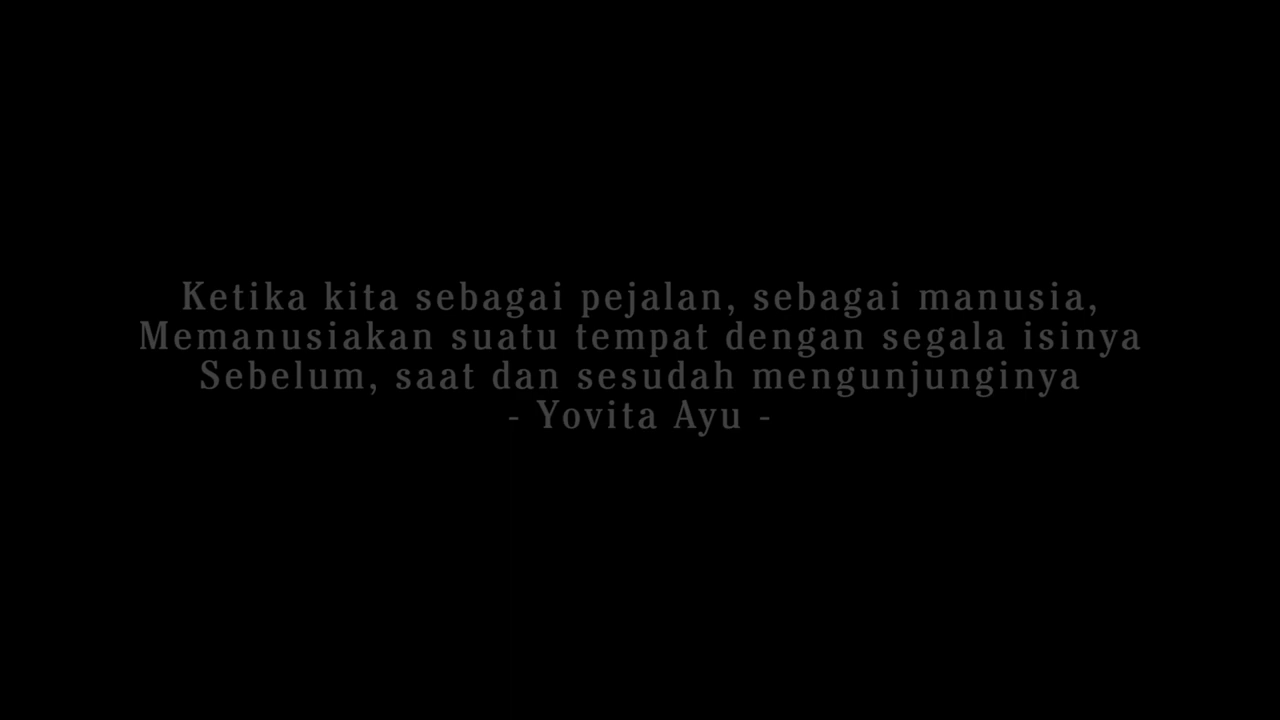 Ketika kita sebagai pejalan, sebagai manusia,
Memanusiakan suatu tempat dengan segala isinya
Sebelum, saat dan sesudah mengunjunginya
- Yovita Ayu -